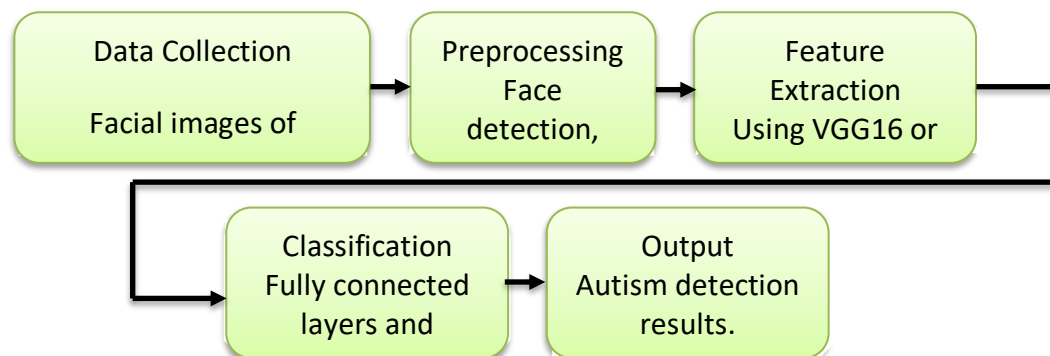 Data Collection
Facial images of
Preprocessing
Face
detection,
Feature
Extraction
Using VGG16 or
Classification
Fully connected
layers and
Output
Autism detection
results.